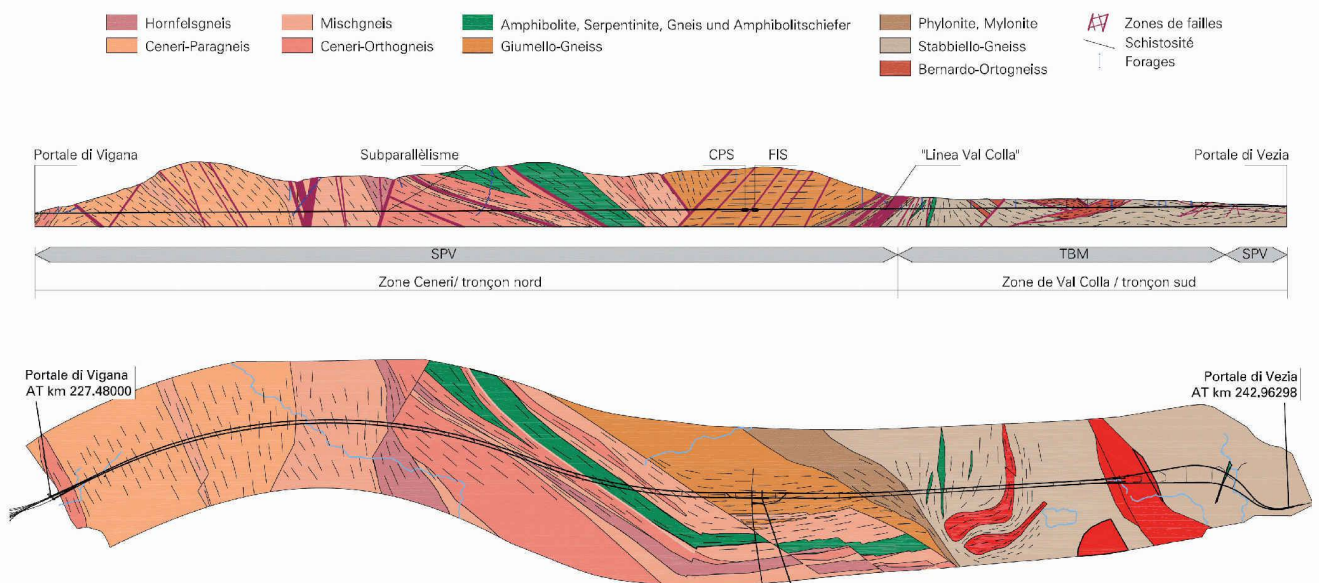 Hornfelsgneis
Ceneri-Paragneis
Mischgneis
Ceneri-Orthogneis
Amphibolite, Serpentinite, Gneis und Amphibolitschiefer
Giumello-Gneiss
Phylonite, Mylonite
Stabbiello-Gneiss
Bernardo-Ortogneiss
Zones de failles
Schistosité
Forages
Portale di Vigana
Subparallèlisme
CPS
FIS
"Linea Val Colla"
Portale di Vezia
SPV
TBM
SPV
Zone Ceneri/ tronçon nord
Zone de Val Colla / tronçon sud
Portale di Vigana
AT km 227.48000
Portale di Vezia
AT km 242.96298